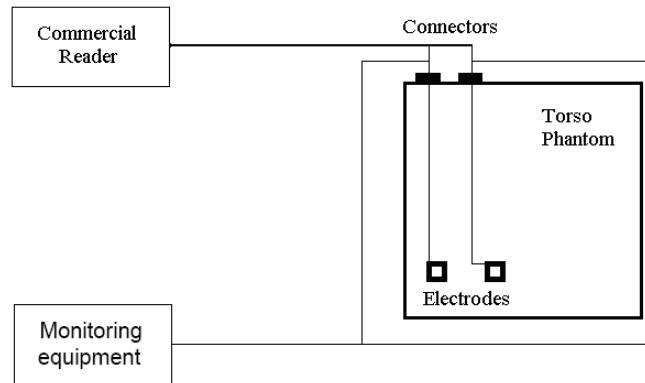 Commercial
Reader
Connectors
Torso
Phantom
Electrodes
Monitoring
equipment